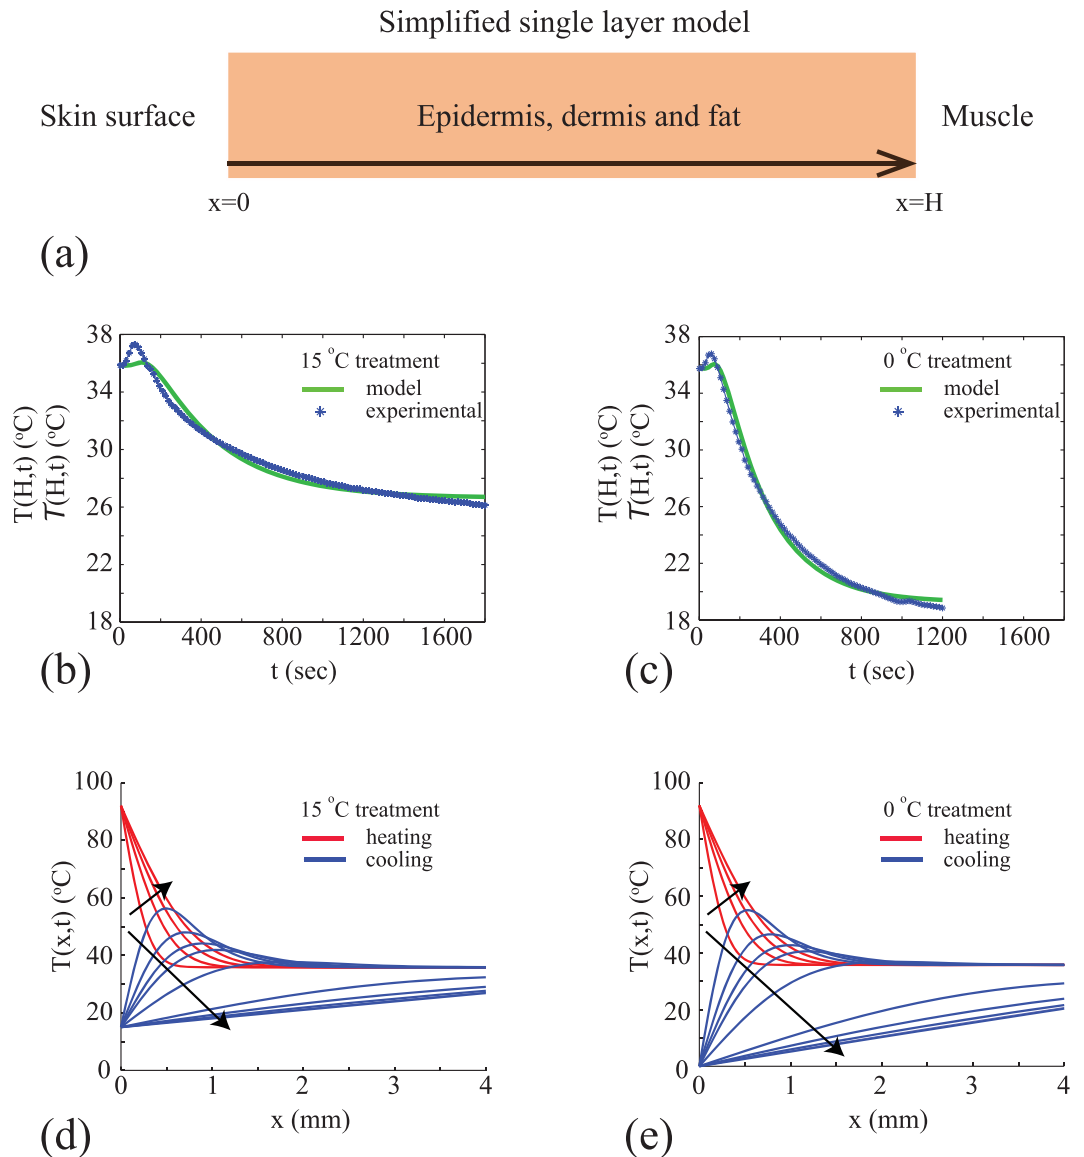 Simplified single layer model
Skin surface
Epidermis, dermis and fat
Muscle
x=0
x=H
(a)
38
34
30
26
22
18
0
400
800
1200
1600
15 °C treatment
model
experimental
T(H,t) (°C)
T(H,t) (°C)
t (sec)
(b)
38
34
30
26
22
18
0
400
800
1200
1600
0 °C treatment
model
experimental
T(H,t) (°C)
T(H,t) (°C)
t (sec)
(c)
100
80
60
40
20
0
0
1
2
3
4
15 °C treatment
heating
cooling
T(x,t) (°C)
x (mm)
(d)
100
80
60
40
20
0
0
1
2
3
4
0 °C treatment
heating
cooling
T(x,t) (°C)
x (mm)
(e)